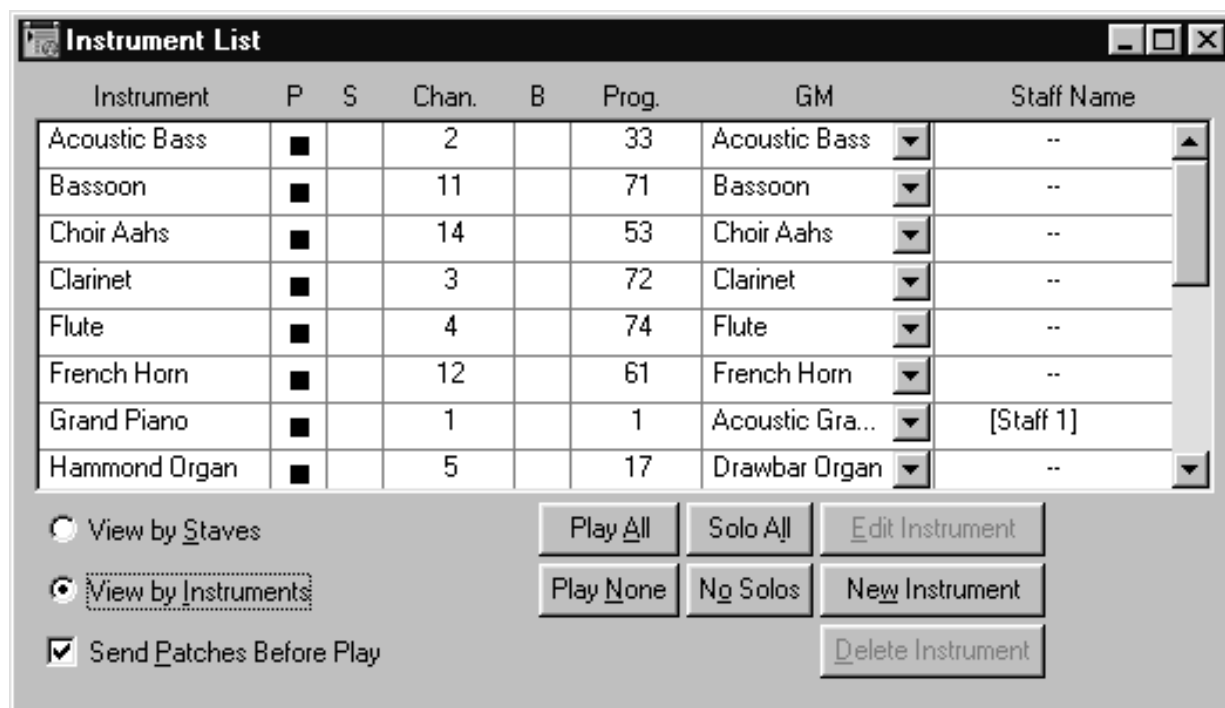 Instrument List
Instrument P S Chan. B Prog. GM Staff Name
Acoustic Bass 2 33 Acoustic Bass --
Bassoon 11 71 Bassoon --
Choir Aahs 14 53 Choir Aahs --
Clarinet 3 72 Clarinet --
Flute 4 74 Flute --
French Horn 12 61 French Horn --
Grand Piano 1 1 Acoustic Gra... [Staff 1]
Hammond Organ 5 17 Drawbar Organ --
View by Staves Play All Solo All Edit Instrument
View by Instruments Play None No Solos New Instrument
Send Patches Before Play Delete Instrument